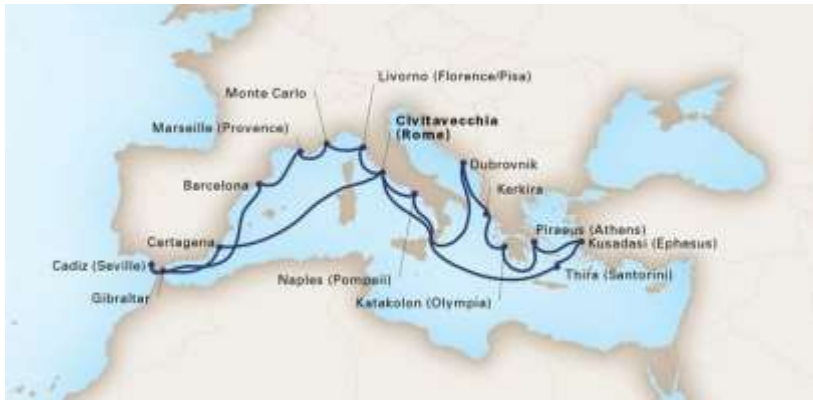 Livorno (Florence/Pisa)
Monte Carlo
Civitavecchia
(Rome)
Marseille (Provence)
Dubrovnik
Barcelona
Kerkira
Piraeus (Athens)
Cartagena
Kusadasi (Ephesus)
Cadiz (Seville)
Thira (Santorini)
Naples (Pompeii)
Gibraltar
Katakolon (Olympia)